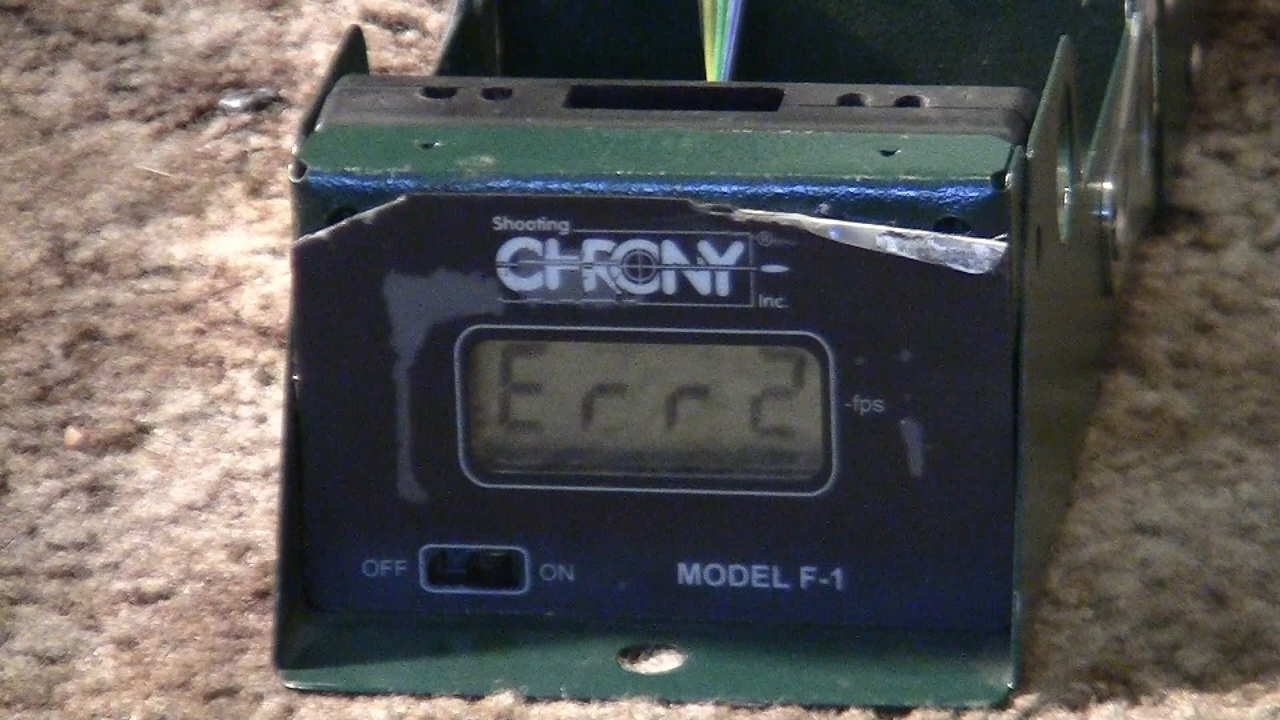 Shooting
CHRONY®
Inc.
Err2
-fps
OFF ON
MODEL F-1